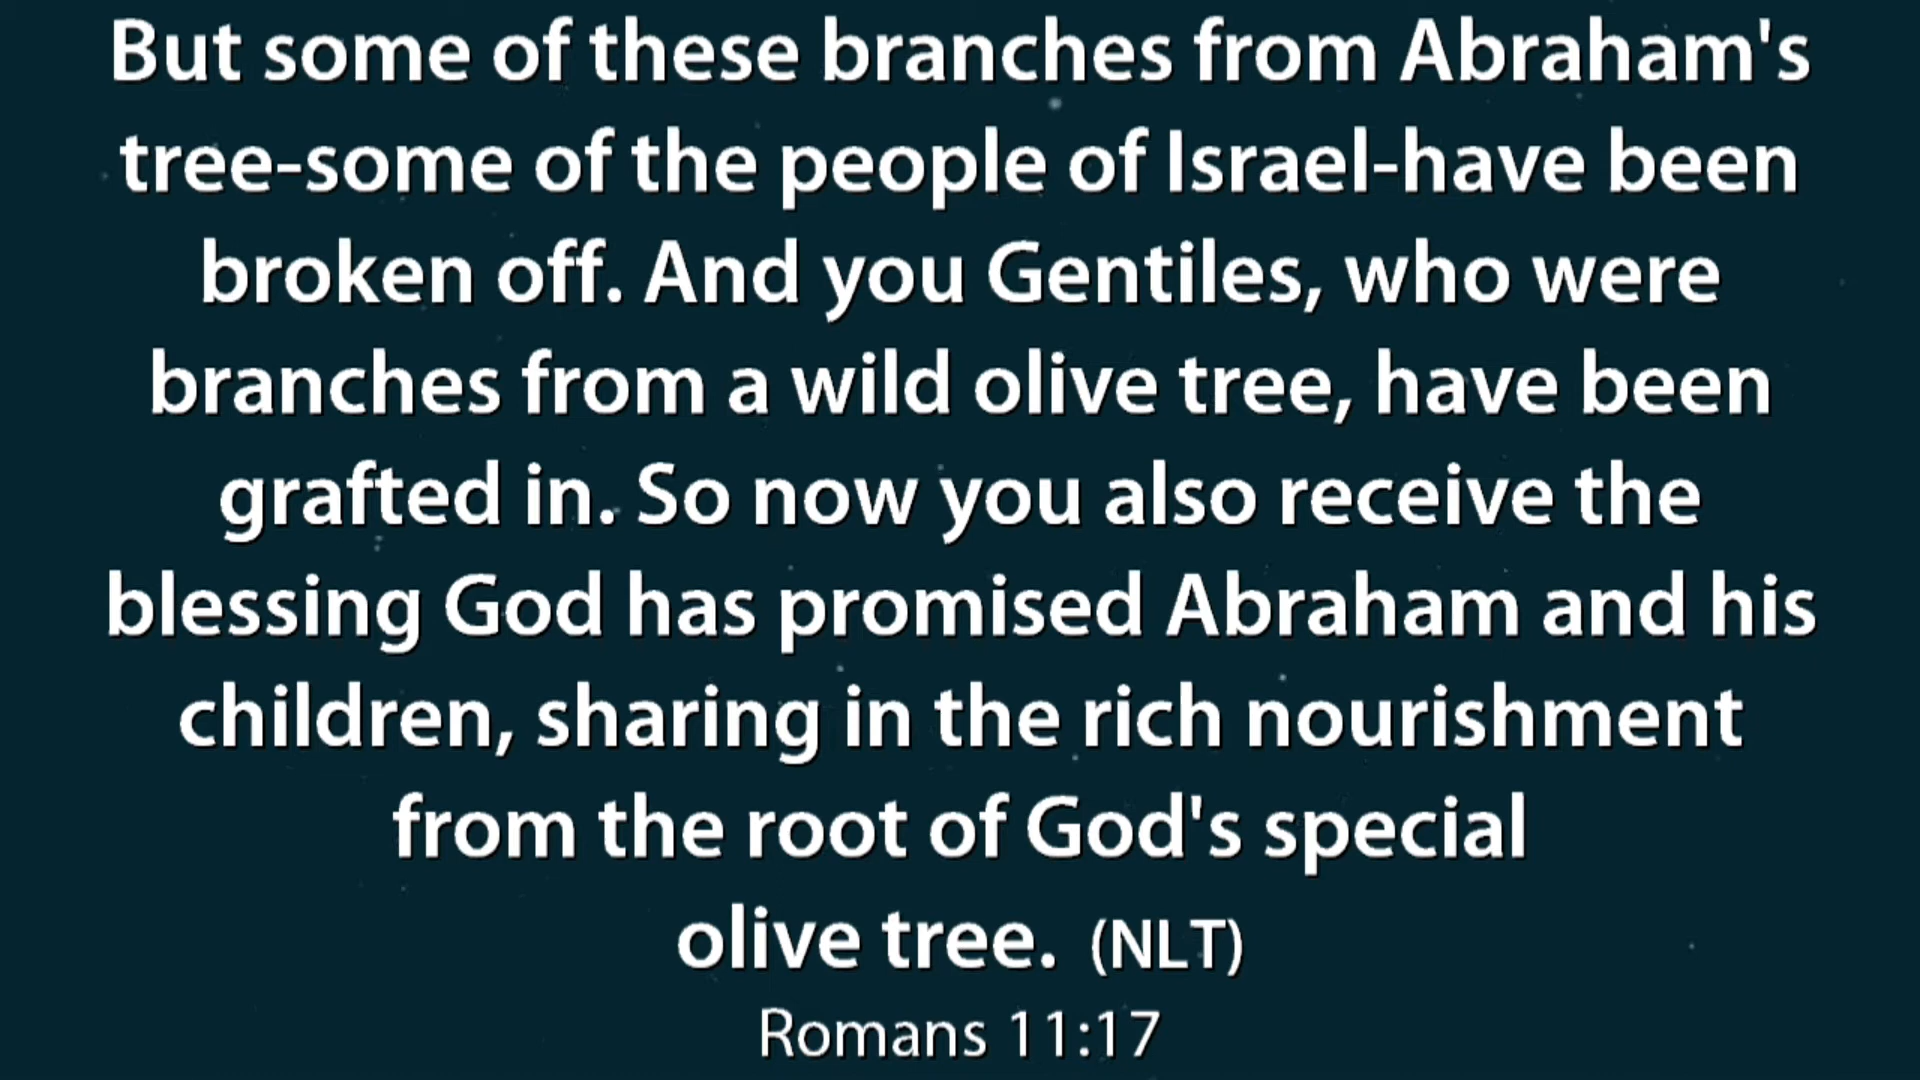 But some of these branches from Abraham's
tree-some of the people of Israel-have been
broken off. And you Gentiles, who were
branches from a wild olive tree, have been
grafted in. So now you also receive the
blessing God has promised Abraham and his
children, sharing in the rich nourishment
from the root of God's special
olive tree. (NLT)
Romans 11:17